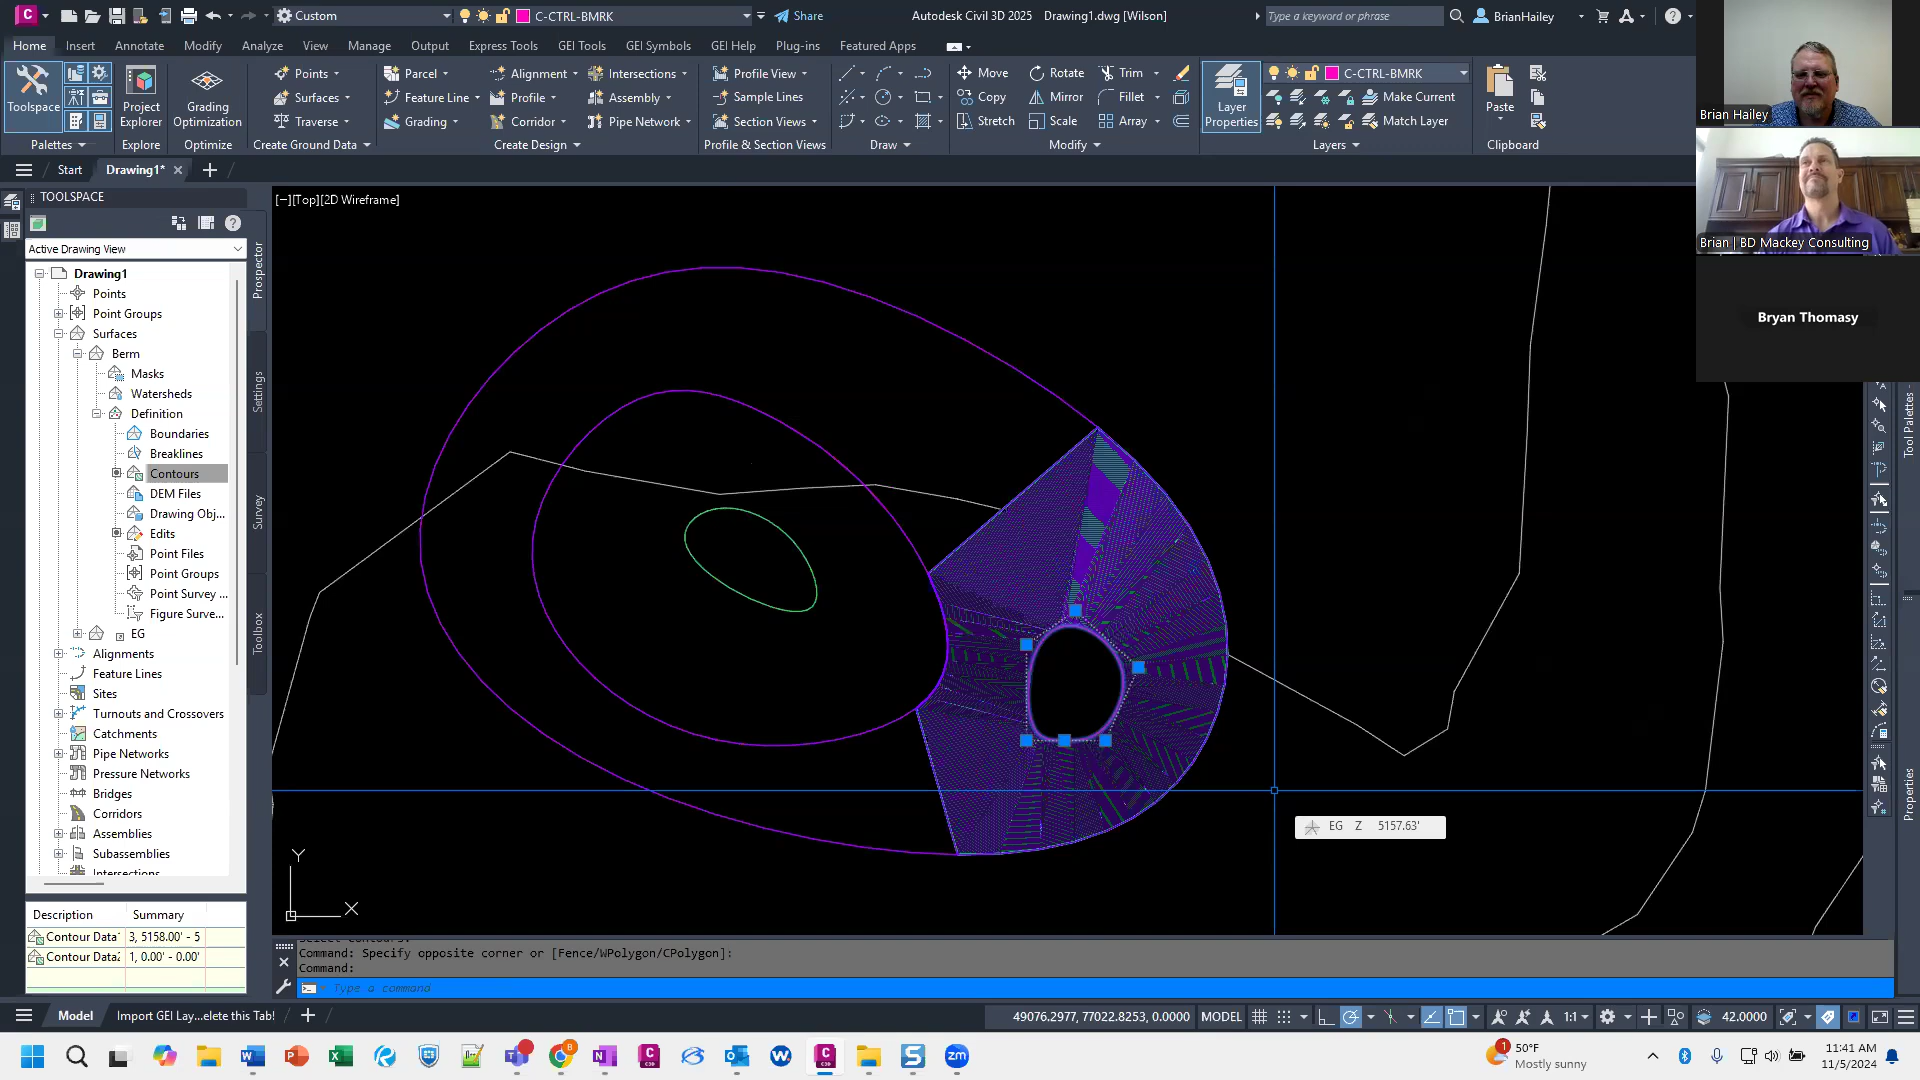 Custom
C-CTRL-BMRK
Share
Autodesk Civil 3D 2025 Drawing1.dwg [Wilson]
Type a keyword or phrase
BrianHailey
Home Insert Annotate Modify Analyze View Manage Output Express Tools GEI Tools GEI Symbols GEI Help Plug-ins Featured Apps
Toolspace
Project Explorer
Grading Optimization
Points
Surfaces
Traverse
Parcel
Feature Line
Grading
Alignment
Profile
Corridor
Intersections
Assembly
Pipe Network
Profile View
Sample Lines
Section Views
Move
Copy
Stretch
Rotate
Mirror
Scale
Trim
Fillet
Array
Layer Properties
C-CTRL-BMRK
Make Current
Match Layer
Paste
Palettes Explore Optimize Create Ground Data Create Design Profile & Section Views Draw Modify Layers Clipboard
Start Drawing1*
TOOLSPACE
Active Drawing View
Drawing1
Points
Point Groups
Surfaces
Berm
Masks
Watersheds
Definition
Boundaries
Breaklines
Contours
DEM Files
Drawing Obj...
Edits
Point Files
Point Groups
Point Survey ...
Figure Surve...
EG
Alignments
Feature Lines
Sites
Turnouts and Crossovers
Catchments
Pipe Networks
Pressure Networks
Bridges
Corridors
Assemblies
Subassemblies
Intersections
Prospector
Settings
Survey
Toolbox
Description Summary
Contour Data1 3, 5158.00' - 5
Contour Data2 1, 0.00' - 0.00'
[−][Top][2D Wireframe]
EG Z 5157.63'
Y
X
Select Contours:
Command: Specify opposite corner or [Fence/WPolygon/CPolygon]:
Command:
Type a command
Tool Palettes
Properties
Brian Hailey
Brian | BD Mackey Consulting
Bryan Thomasy
Model Import GEI Lay...elete this Tab!
49076.2977, 77022.8253, 0.0000 MODEL 1:1 42.0000
50°F
Mostly sunny
11:41 AM
11/5/2024